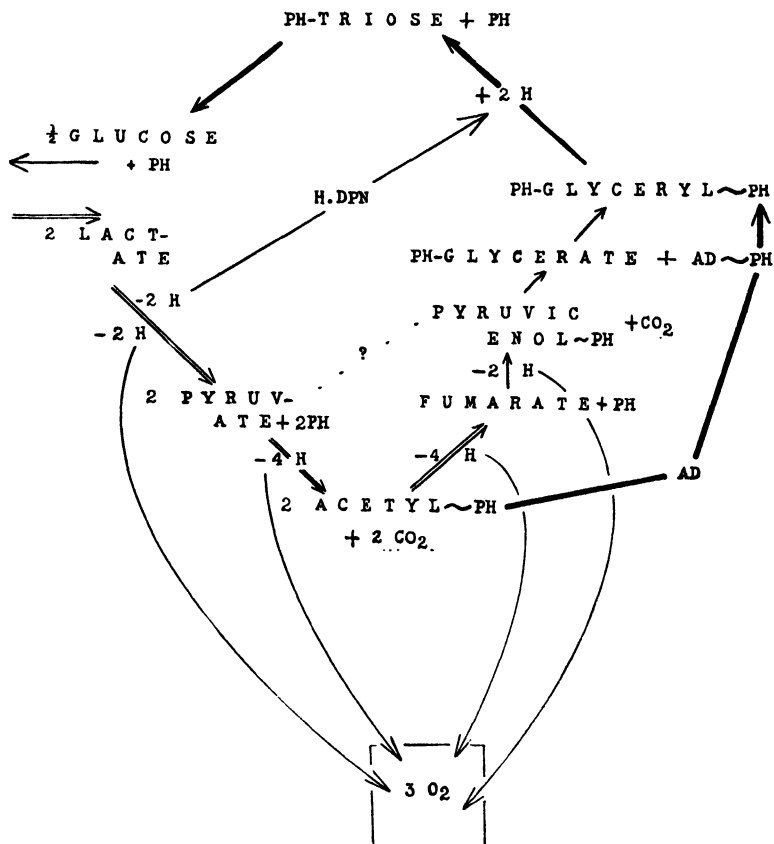 PH-TRIOSE + PH
+ 2 H
½ GLUCOSE
+ PH
H.DPN
PH-GLYCERYL~PH
2 LACT-
ATE
PH-GLYCERATE + AD~PH
-2 H
-2 H
PYRUVIC
ENOL~PH
+CO₂
?
-2 H
2 PYRUV-
ATE+2PH
FUMARATE+PH
-4 H
-4 H
AD
2 ACETYL~PH
+ 2 CO₂
3 O₂